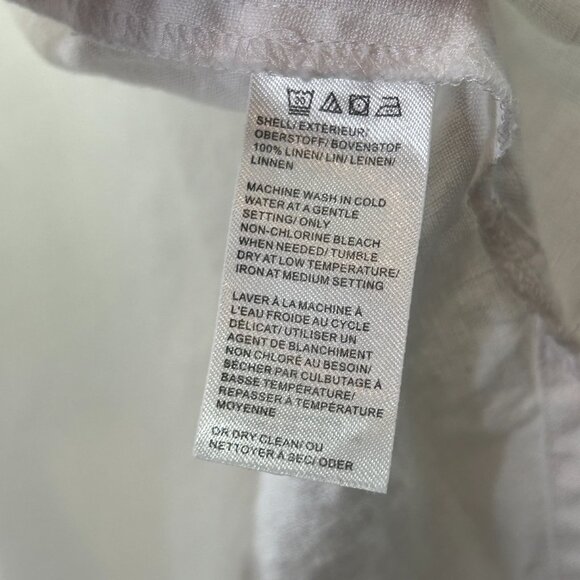 30
SHELL/ EXTÉRIEUR/
OBERSTOFF/ BOVENSTOF
100% LINEN/ LIN/ LEINEN/
LINNEN
MACHINE WASH IN COLD
WATER AT A GENTLE
SETTING/ ONLY
NON-CHLORINE BLEACH
WHEN NEEDED/ TUMBLE
DRY AT LOW TEMPERATURE/
IRON AT MEDIUM SETTING
LAVER À LA MACHINE À
L'EAU FROIDE AU CYCLE
DÉLICAT/ UTILISER UN
AGENT DE BLANCHIMENT
NON CHLORÉ AU BESOIN/
SÉCHER PAR CULBUTAGE À
BASSE TEMPÉRATURE/
REPASSER À TEMPÉRATURE
MOYENNE
OR DRY CLEAN/ OU
NETTOYER À SEC/ ODER